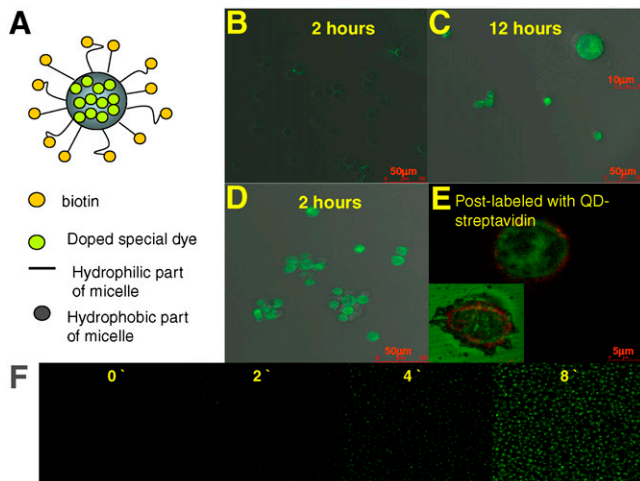 A
biotin
Doped special dye
Hydrophilic part
of micelle
Hydrophobic part
of micelle
B
2 hours
50μm
C
12 hours
10μm
50μm
D
2 hours
50μm
E
Post-labeled with QD-
streptavidin
5μm
F
0 `
2 `
4 `
8 `